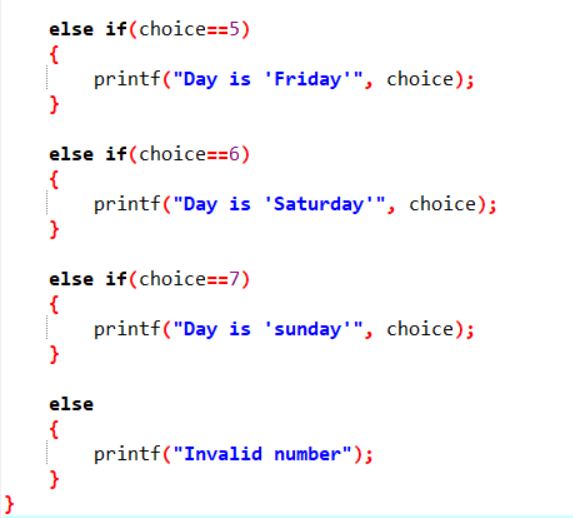 else if(choice==5)
{
printf("Day is 'Friday'", choice);
}
else if(choice==6)
{
printf("Day is 'Saturday'", choice);
}
else if(choice==7)
{
printf("Day is 'sunday'", choice);
}
else
{
printf("Invalid number");
}
}